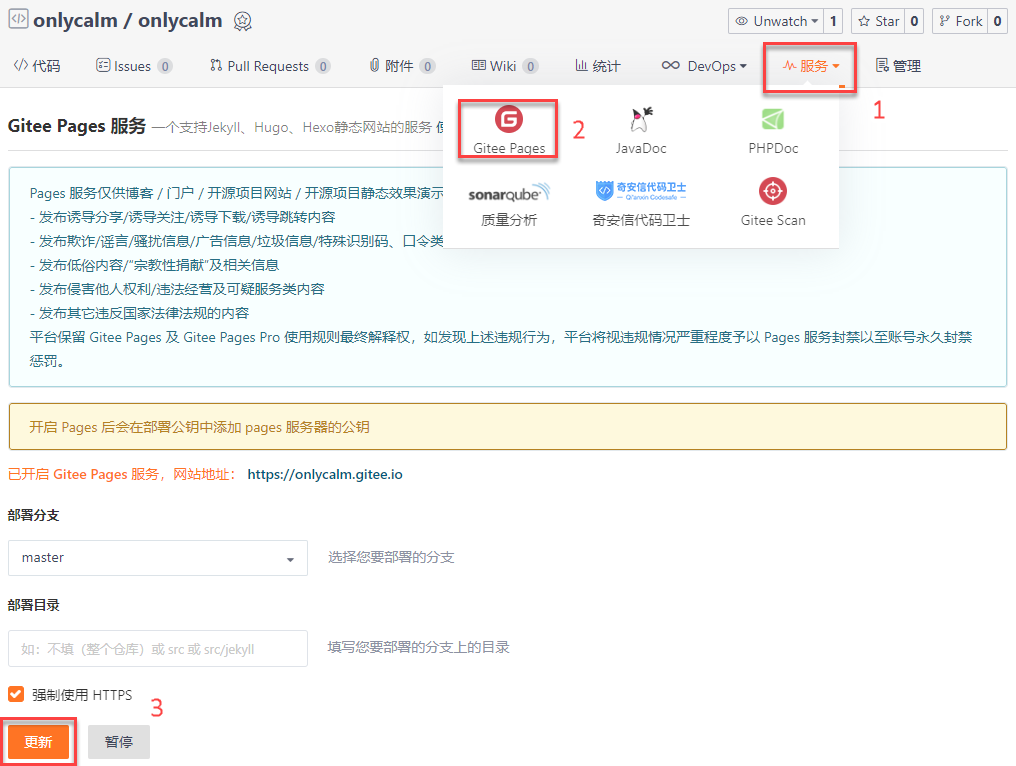 onlycalm / onlycalm
Unwatch 1 Star 0 Fork 0
代码 Issues 0 Pull Requests 0 附件 0 Wiki 0 统计 DevOps 服务 管理
1
Gitee Pages 服务 一个支持Jekyll、Hugo、Hexo静态网站的服务
G
Gitee Pages
2
JavaDoc
PHPDoc
sonarqube
质量分析
奇安信代码卫士
Qi'anxin Codesafe
奇安信代码卫士
Gitee Scan
Pages 服务仅供博客 / 门户 / 开源项目网站 / 开源项目静态效果演示
- 发布诱导分享/诱导关注/诱导下载/诱导跳转内容
- 发布欺诈/谣言/骚扰信息/广告信息/垃圾信息/特殊识别码、口令类
- 发布低俗内容/“宗教性捐献”及相关信息
- 发布侵害他人权利/违法经营及可疑服务类内容
- 发布其它违反国家法律法规的内容
平台保留 Gitee Pages 及 Gitee Pages Pro 使用规则最终解释权，如发现上述违规行为，平台将视违规情况严重程度予以 Pages 服务封禁以至账号永久封禁
惩罚。
开启 Pages 后会在部署公钥中添加 pages 服务器的公钥
已开启 Gitee Pages 服务，网站地址： https://onlycalm.gitee.io
部署分支
master 选择您要部署的分支
部署目录
如：不填（整个仓库）或 src 或 src/jekyll 填写您要部署的分支上的目录
强制使用 HTTPS
3
更新 暂停